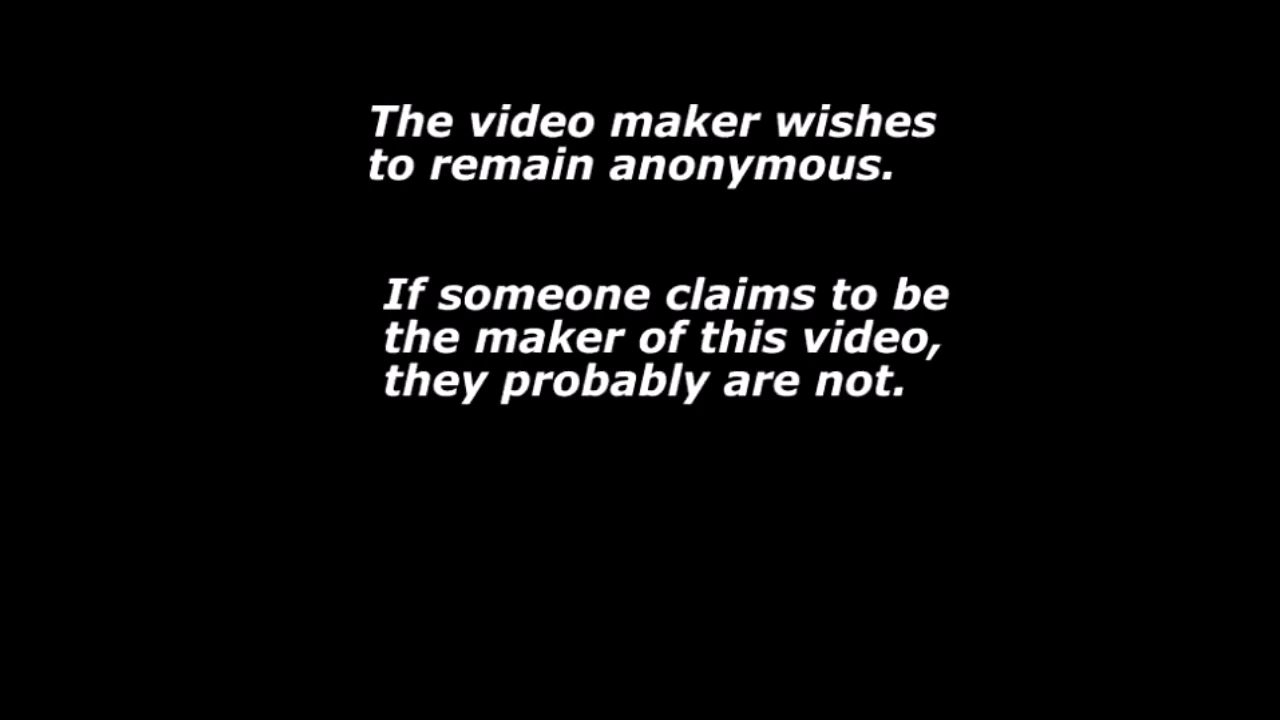 The video maker wishes
to remain anonymous.
If someone claims to be
the maker of this video,
they probably are not.